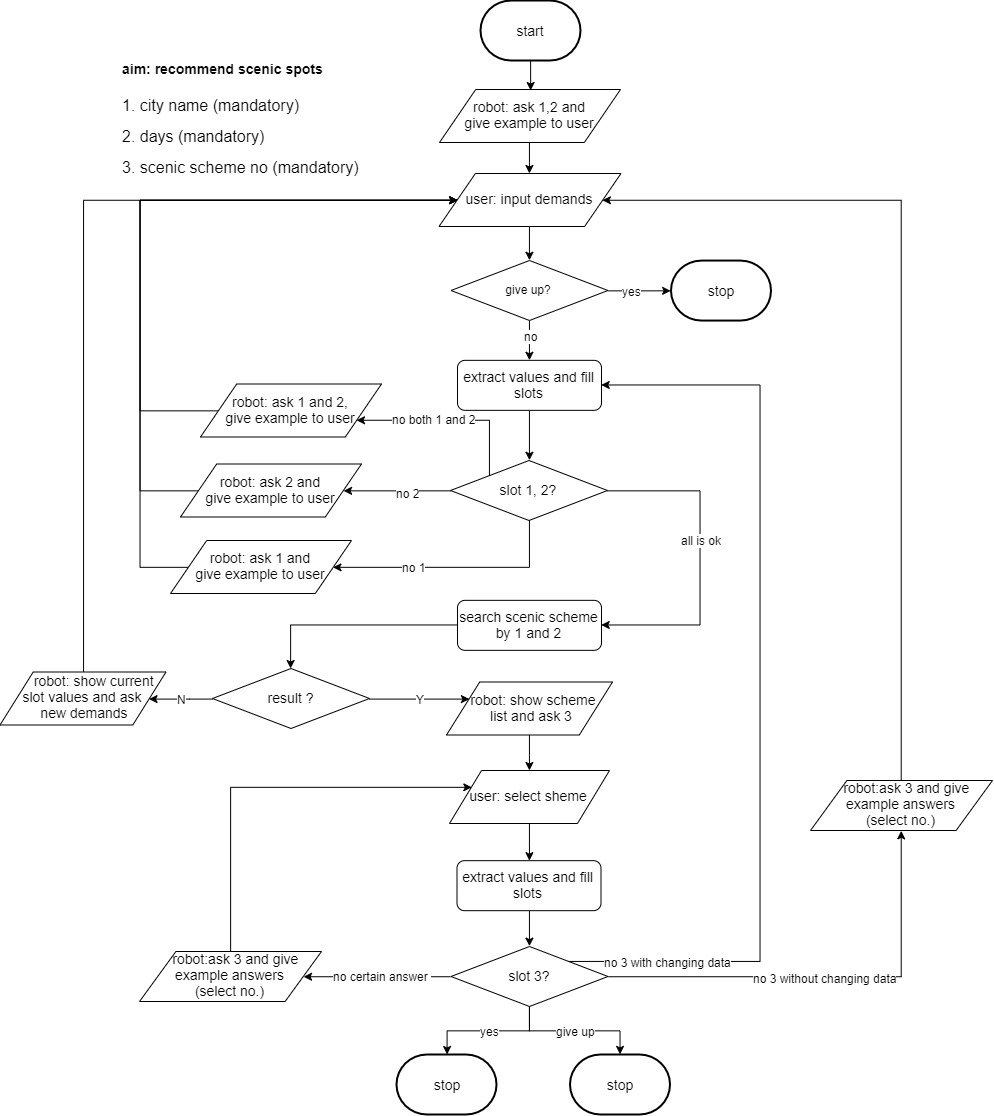 start
aim: recommend scenic spots
1. city name (mandatory)
2. days (mandatory)
3. scenic scheme no (mandatory)
robot: ask 1,2 and
give example to user
user: input demands
give up?
yes
stop
no
extract values and fill
slots
robot: ask 1 and 2,
give example to user
no both 1 and 2
robot: ask 2 and
give example to user
no 2
slot 1, 2?
all is ok
robot: ask 1 and
give example to user
no 1
search scenic scheme
by 1 and 2
robot: show current
slot values and ask
new demands
N
result ?
Y
robot: show scheme
list and ask 3
user: select sheme
robot:ask 3 and give
example answers
(select no.)
extract values and fill
slots
robot:ask 3 and give
example answers
(select no.)
no certain answer
slot 3?
no 3 with changing data
no 3 without changing data
yes
give up
stop
stop